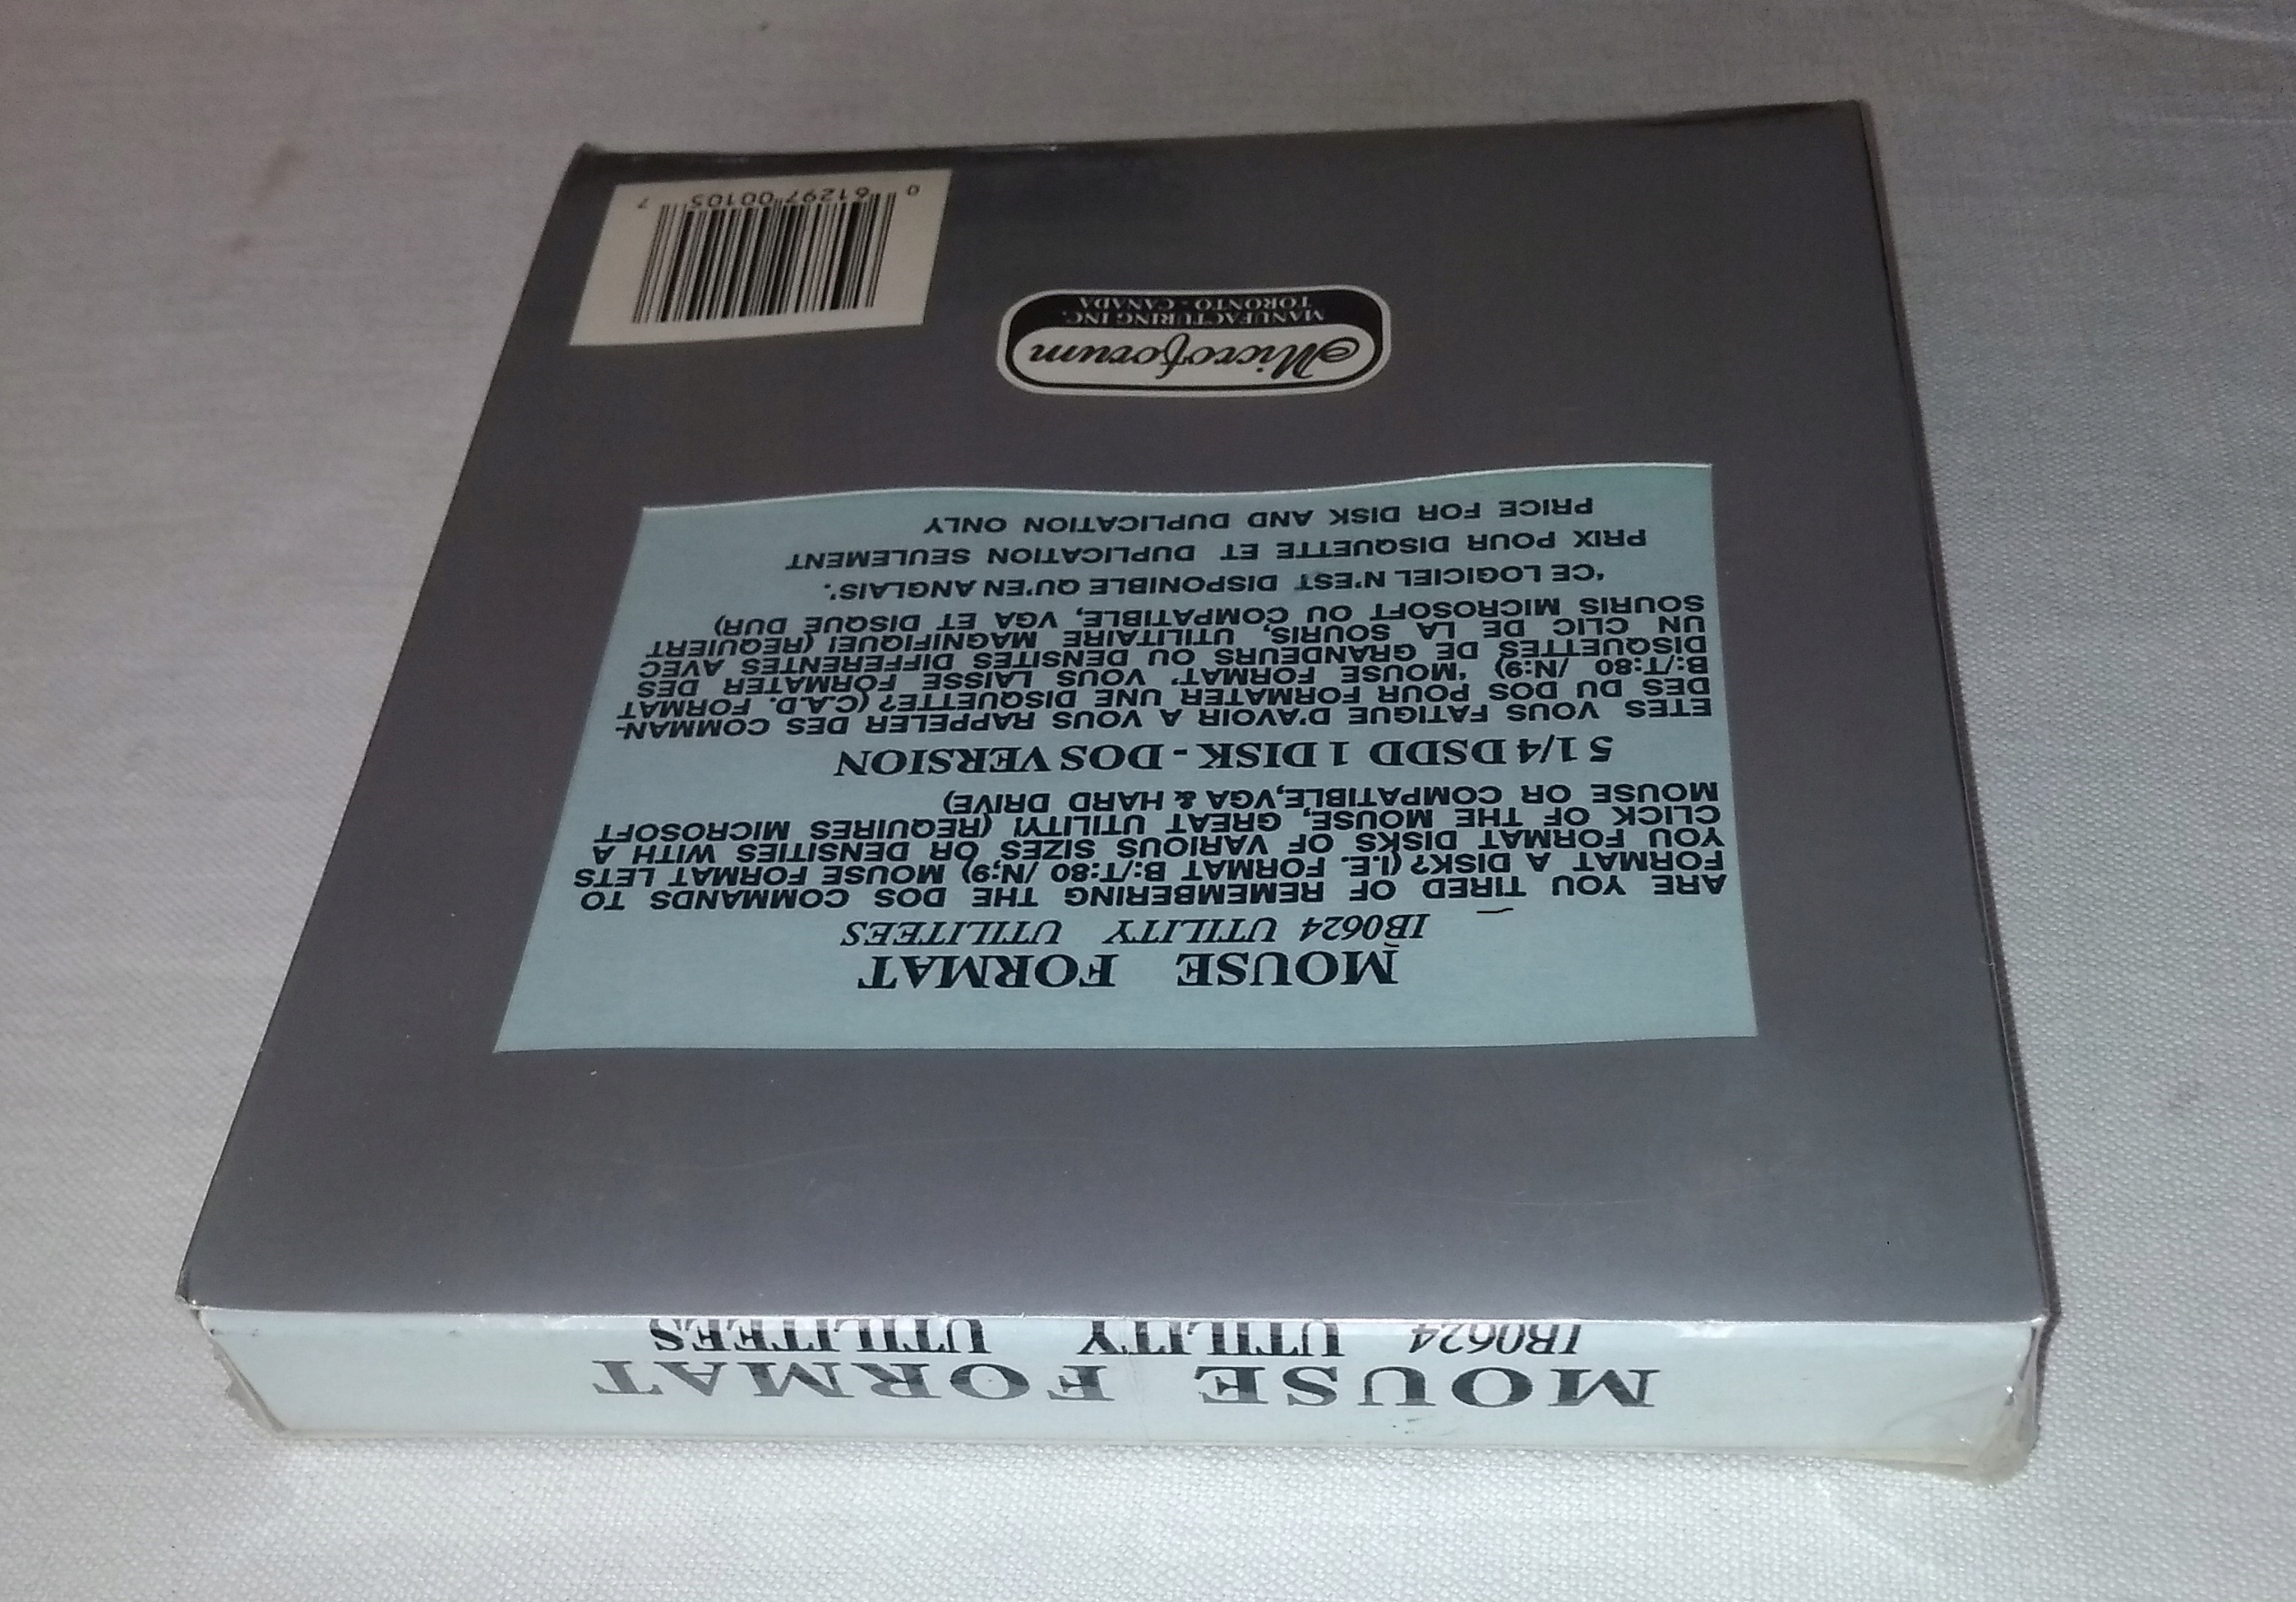 MOUSE FORMAT
IB0624 UTILITY UTILITEES
MOUSE FORMAT
IB0624 UTILITY UTILITEES
ARE YOU TIRED OF REMEMBERING THE DOS COMMANDS TO
FORMAT A DISK? (I.E. FORMAT B:/T:80 /N;9) MOUSE FORMAT LETS
YOU FORMAT DISKS OF VARIOUS SIZES OR DENSITIES WITH A
CLICK OF THE MOUSE, GREAT UTILITY! (REQUIRES MICROSOFT
MOUSE OR COMPATIBLE,VGA & HARD DRIVE)
5 1/4 DSDD 1 DISK - DOS VERSION
ETES VOUS FATIGUE D'AVOIR A VOUS RAPPELER DES COMMAN-
DES DU DOS POUR FORMATER UNE DISQUETTE? (C.A.D. FORMAT
B:/T:80 /N:9) 'MOUSE FORMAT' VOUS LAISSE FORMATER DES
DISQUETTES DE GRANDEURS OU DENSITES DIFFERENTES AVEC
UN CLIC DE LA SOURIS, UTILITAIRE MAGNIFIQUE! (REQUIERT
SOURIS MICROSOFT OU COMPATIBLE, VGA ET DISQUE DUR)
'CE LOGICIEL N'EST DISPONIBLE QU'EN ANGLAIS'.
PRIX POUR DISQUETTE ET DUPLICATION SEULEMENT
PRICE FOR DISK AND DUPLICATION ONLY
Microforum
MANUFACTURING INC.
TORONTO - CANADA
0 61297 00105 7